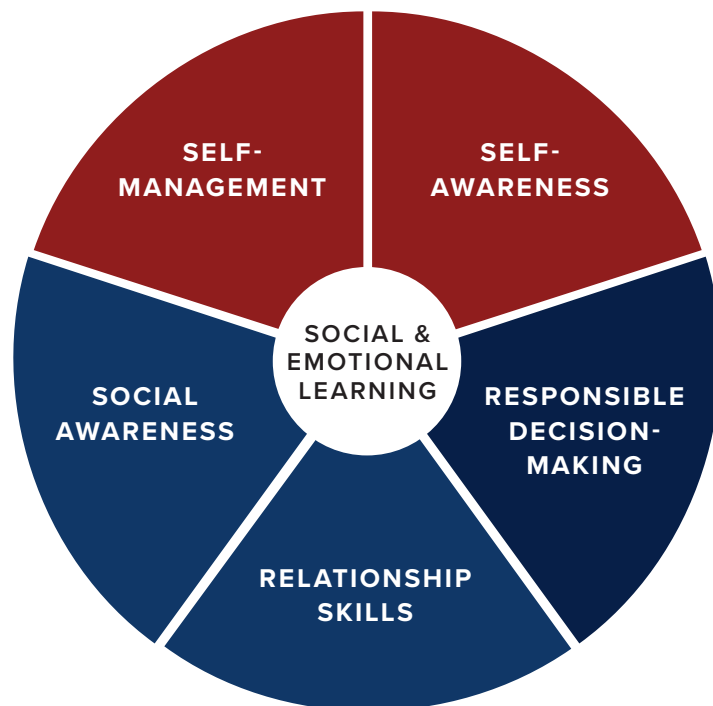 SELF-
MANAGEMENT
SELF-
AWARENESS
SOCIAL &
EMOTIONAL
LEARNING
SOCIAL
AWARENESS
RESPONSIBLE
DECISION-
MAKING
RELATIONSHIP
SKILLS